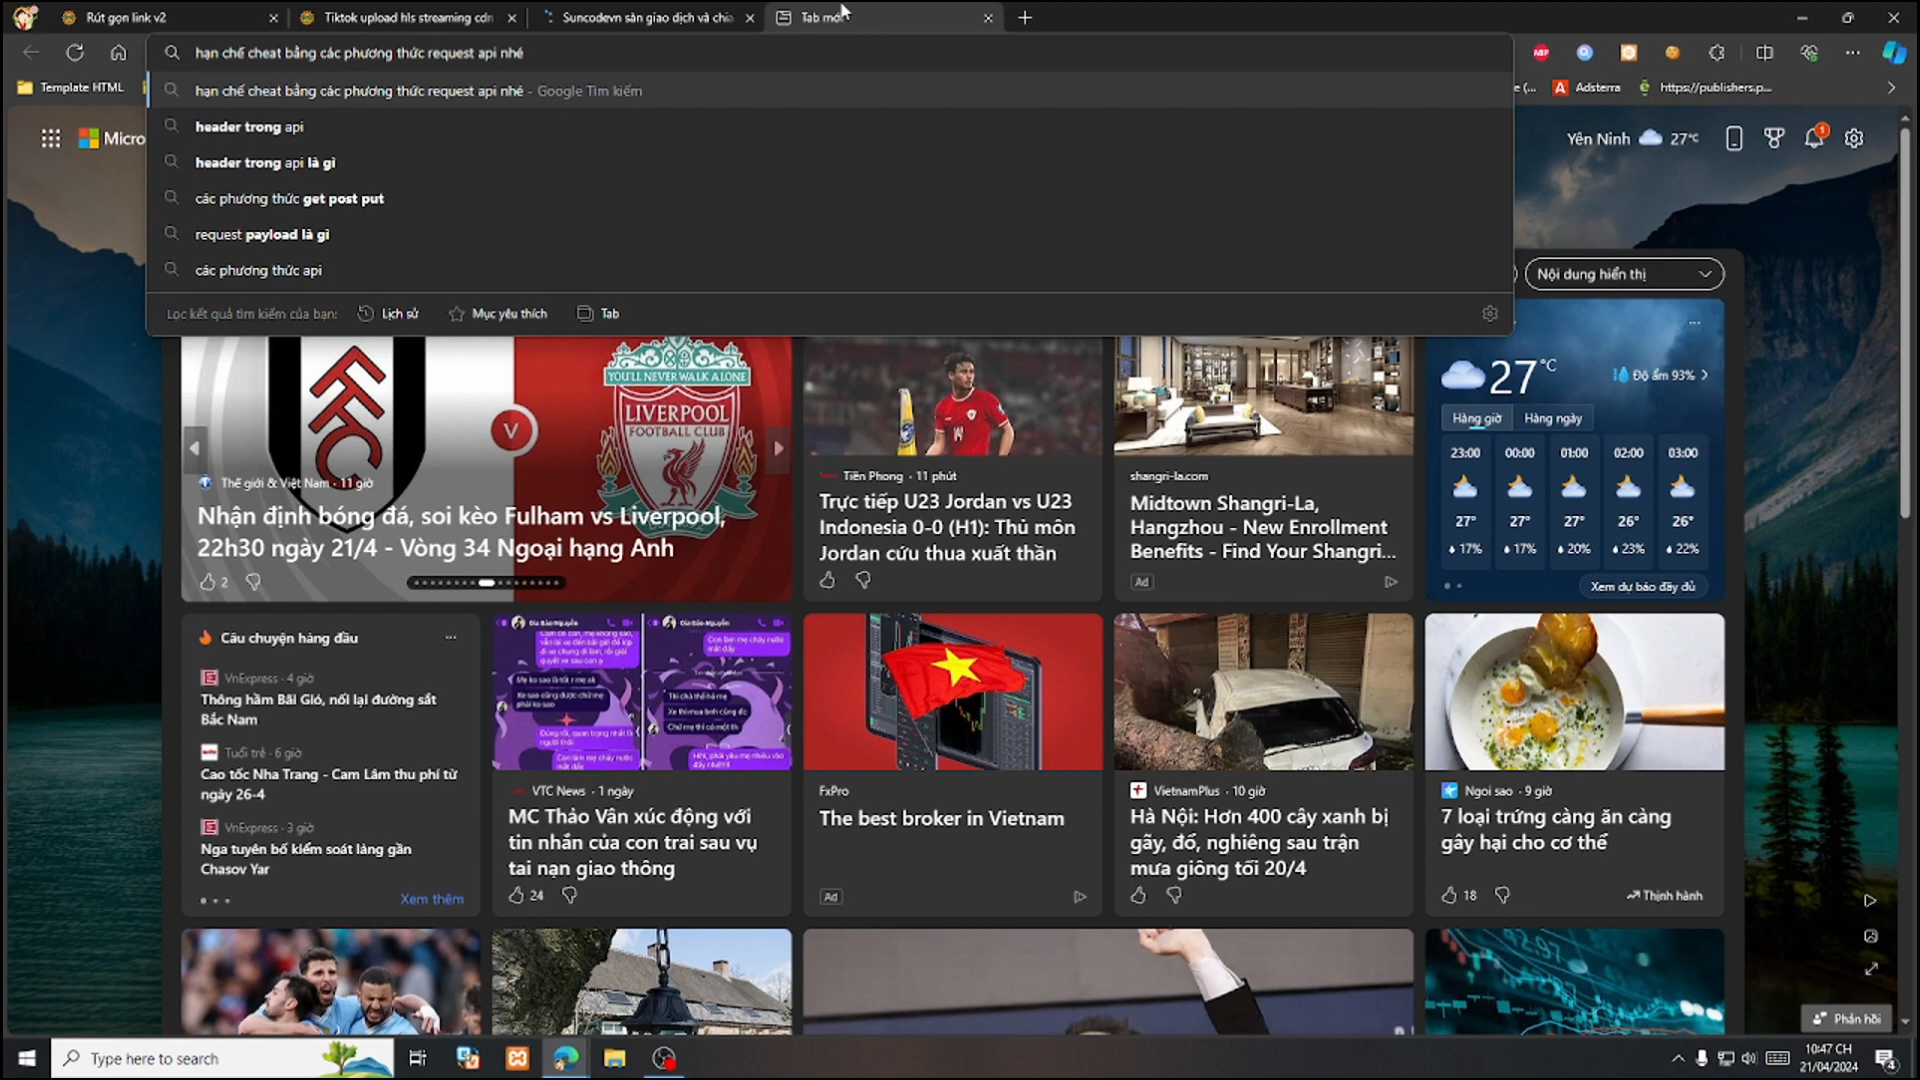 Rút gọn link v2
Tiktok upload hls streaming cdn
Suncodevn sàn giao dịch và chia
Tab mới
hạn chế cheat bằng các phương thức request api nhé
hạn chế cheat bằng các phương thức request api nhé - Google Tìm kiếm
header trong api
header trong api là gì
các phương thức get post put
request payload là gì
các phương thức api
Lọc kết quả tìm kiếm của bạn:
Lịch sử
Mục yêu thích
Tab
ABP
Template HTML
Adsterra
https://publishers.p...
Micro
Yên Ninh
27°C
1
Nội dung hiển thị
YOU'LL NEVER WALK ALONE
LIVERPOOL
FOOTBALL CLUB
FFC
V
Thế giới & Việt Nam · 11 giờ
Nhận định bóng đá, soi kèo Fulham vs Liverpool,
22h30 ngày 21/4 - Vòng 34 Ngoại hạng Anh
2
14
Tiền Phong · 11 phút
Trực tiếp U23 Jordan vs U23
Indonesia 0-0 (H1): Thủ môn
Jordan cứu thua xuất thần
shangri-la.com
Midtown Shangri-La,
Hangzhou - New Enrollment
Benefits - Find Your Shangri...
Ad
27°C
Độ ẩm 93%
Hàng giờ
Hàng ngày
23:00 00:00 01:00 02:00 03:00
27° 27° 27° 26° 26°
17% 17% 20% 23% 22%
Xem dự báo đầy đủ
Câu chuyện hàng đầu
VnExpress · 4 giờ
Thông hầm Bãi Gió, nối lại đường sắt
Bắc Nam
Tuổi trẻ · 6 giờ
Cao tốc Nha Trang - Cam Lâm thu phí từ
ngày 26-4
VnExpress · 3 giờ
Nga tuyên bố kiểm soát làng gần
Chasov Yar
Xem thêm
VTC News · 1 ngày
MC Thảo Vân xúc động với
tin nhắn của con trai sau vụ
tai nạn giao thông
24
FxPro
The best broker in Vietnam
Ad
VietnamPlus · 10 giờ
Hà Nội: Hơn 400 cây xanh bị
gãy, đổ, nghiêng sau trận
mưa giông tối 20/4
Ngoi sao · 9 giờ
7 loại trứng càng ăn càng
gây hại cho cơ thể
18
Thịnh hành
Phản hồi
Type here to search
10:47 CH
21/04/2024
4